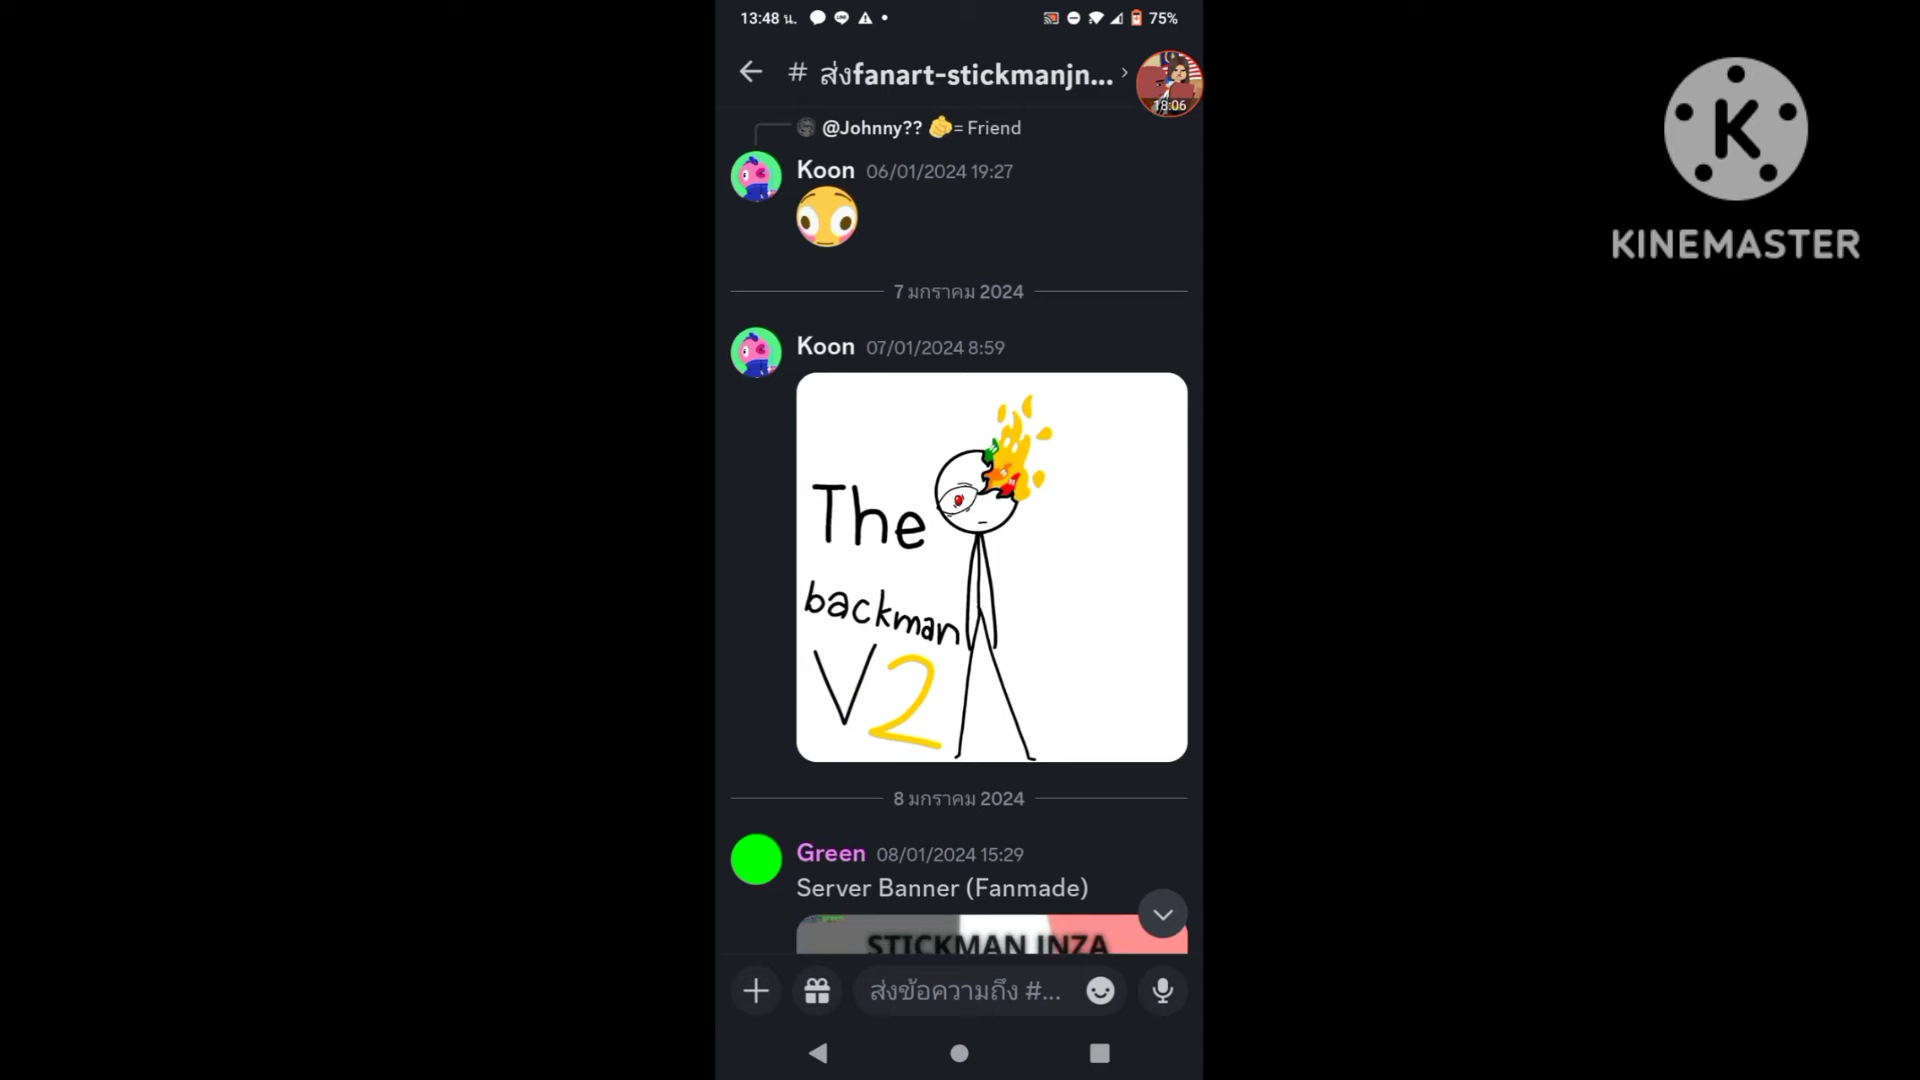 13:48 น.
75%
# ส่งfanart-stickmanjn...
18:06
@Johnny?? = Friend
Koon 06/01/2024 19:27
7 มกราคม 2024
Koon 07/01/2024 8:59
The
backman
V2
8 มกราคม 2024
Green 08/01/2024 15:29
Server Banner (Fanmade)
STICKMAN JNZA
ส่งข้อความถึง #...
K
KINEMASTER